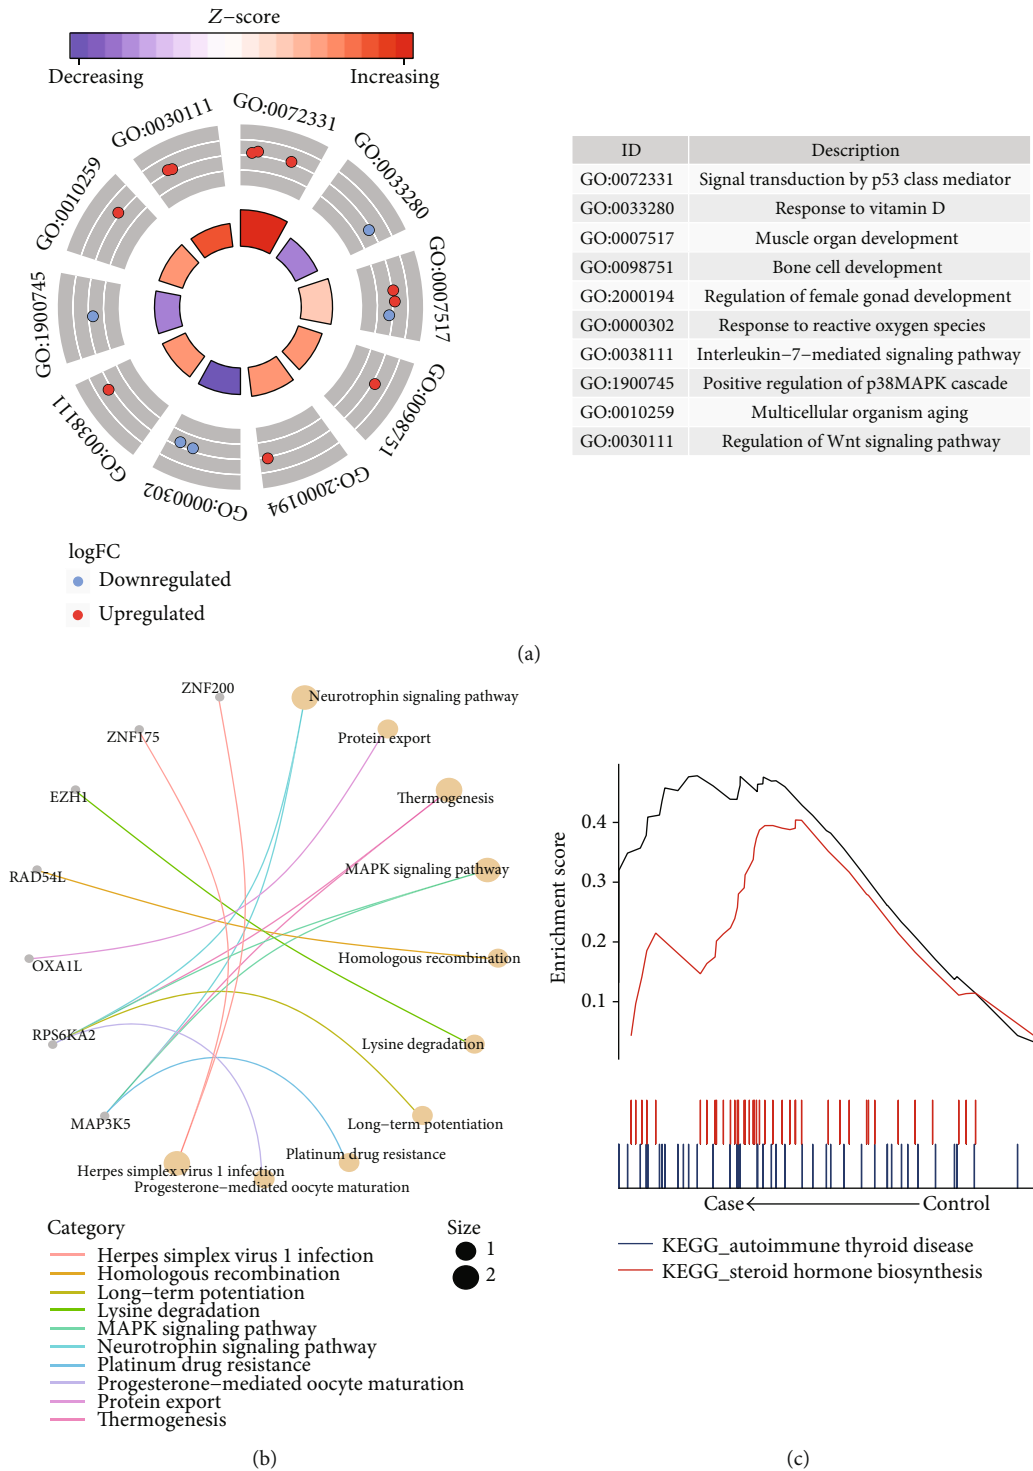 Z−score
Decreasing Increasing
GO:0072331
GO:0033280
GO:0007517
GO:0098751
GO:2000194
GO:0000302
GO:0038111
GO:1900745
GO:0010259
GO:0030111
logFC
Downregulated
Upregulated
ID Description
GO:0072331 Signal transduction by p53 class mediator
GO:0033280 Response to vitamin D
GO:0007517 Muscle organ development
GO:0098751 Bone cell development
GO:2000194 Regulation of female gonad development
GO:0000302 Response to reactive oxygen species
GO:0038111 Interleukin−7−mediated signaling pathway
GO:1900745 Positive regulation of p38MAPK cascade
GO:0010259 Multicellular organism aging
GO:0030111 Regulation of Wnt signaling pathway
(a)
ZNF200
ZNF175
EZH1
RAD54L
OXA1L
RPS6KA2
MAP3K5
Neurotrophin signaling pathway
Protein export
Thermogenesis
MAPK signaling pathway
Homologous recombination
Lysine degradation
Long−term potentiation
Platinum drug resistance
Herpes simplex virus 1 infection
Progesterone−mediated oocyte maturation
Category
Herpes simplex virus 1 infection
Homologous recombination
Long−term potentiation
Lysine degradation
MAPK signaling pathway
Neurotrophin signaling pathway
Platinum drug resistance
Progesterone−mediated oocyte maturation
Protein export
Thermogenesis
Size
1
2
(b)
Enrichment score
0.4
0.3
0.2
0.1
Case Control
KEGG_autoimmune thyroid disease
KEGG_steroid hormone biosynthesis
(c)